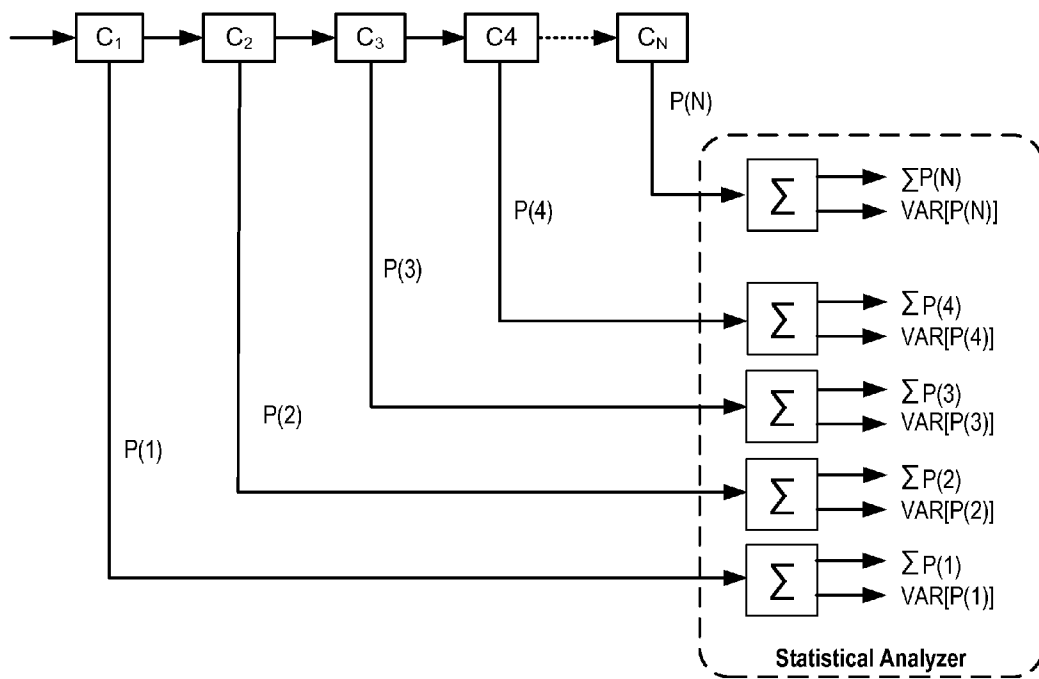 C₁ C₂ C₃ C4 C_N
P(N)
P(4)
P(3)
P(2)
P(1)
∑ ∑P(N)
VAR[P(N)]
∑ ∑P(4)
VAR[P(4)]
∑ ∑P(3)
VAR[P(3)]
∑ ∑P(2)
VAR[P(2)]
∑ ∑P(1)
VAR[P(1)]
Statistical Analyzer